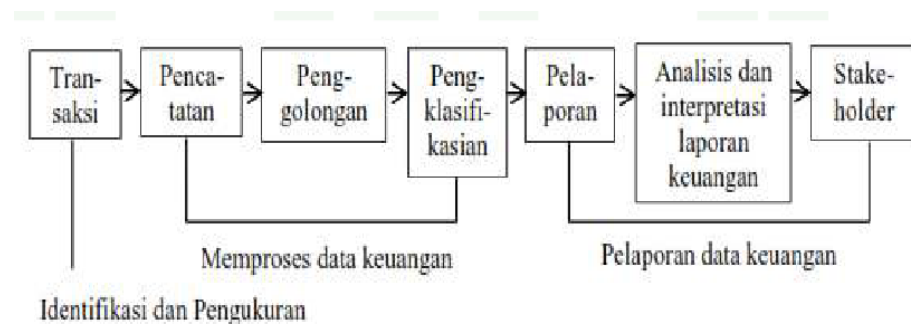 Tran-
saksi
Penca-
tatan
Peng-
golongan
Peng-
klasifi-
kasian
Pela-
poran
Analisis dan
interpretasi
laporan
keuangan
Stake-
holder
Memproses data keuangan
Pelaporan data keuangan
Identifikasi dan Pengukuran